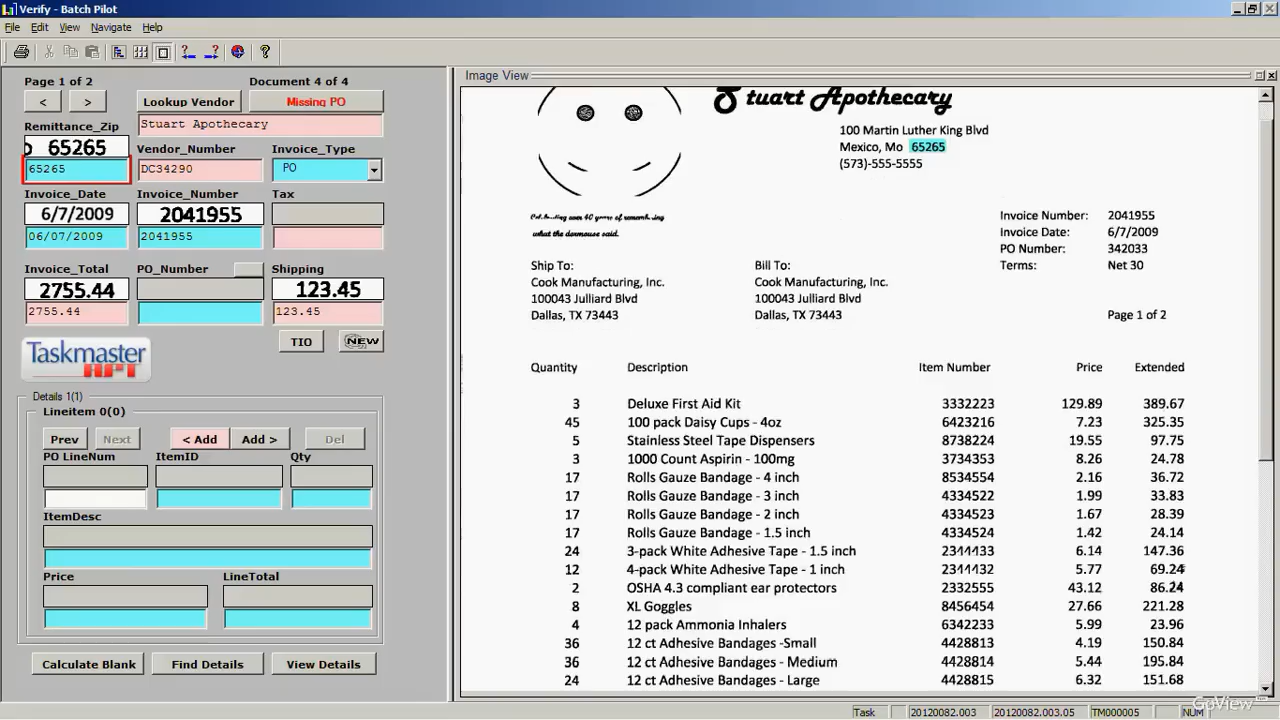 Verify - Batch Pilot
File Edit View Navigate Help
Page 1 of 2
Document 4 of 4
< > Lookup Vendor Missing PO
Remittance_Zip
Stuart Apothecary
65265
Vendor_Number Invoice_Type
65265 DC34290 PO
Invoice_Date Invoice_Number Tax
6/7/2009 2041955
06/07/2009 2041955
Invoice_Total PO_Number Shipping
2755.44 123.45
2755.44 123.45
TIO NEW
Taskmaster
Details 1(1)
Lineitem 0(0)
Prev Next < Add Add > Del
PO LineNum ItemID Qty
ItemDesc
Price LineTotal
Calculate Blank Find Details View Details
Image View
Stuart Apothecary
100 Martin Luther King Blvd
Mexico, Mo 65265
(573)-555-5555
Celebrating over 40 years of remembering
what the dormouse said.
Invoice Number: 2041955
Invoice Date: 6/7/2009
PO Number: 342033
Terms: Net 30
Ship To: Bill To:
Cook Manufacturing, Inc. Cook Manufacturing, Inc.
100043 Julliard Blvd 100043 Julliard Blvd
Dallas, TX 73443 Dallas, TX 73443
Page 1 of 2
Quantity Description Item Number Price Extended
3 Deluxe First Aid Kit 3332223 129.89 389.67
45 100 pack Daisy Cups - 4oz 6423216 7.23 325.35
5 Stainless Steel Tape Dispensers 8738224 19.55 97.75
3 1000 Count Aspirin - 100mg 3734353 8.26 24.78
17 Rolls Gauze Bandage - 4 inch 8534554 2.16 36.72
17 Rolls Gauze Bandage - 3 inch 4334522 1.99 33.83
17 Rolls Gauze Bandage - 2 inch 4334523 1.67 28.39
17 Rolls Gauze Bandage - 1.5 inch 4334524 1.42 24.14
24 3-pack White Adhesive Tape - 1.5 inch 2344433 6.14 147.36
12 4-pack White Adhesive Tape - 1 inch 2344432 5.77 69.24
2 OSHA 4.3 compliant ear protectors 2332555 43.12 86.24
8 XL Goggles 8456454 27.66 221.28
4 12 pack Ammonia Inhalers 6342233 5.99 23.96
36 12 ct Adhesive Bandages -Small 4428813 4.19 150.84
36 12 ct Adhesive Bandages - Medium 4428814 5.44 195.84
24 12 ct Adhesive Bandages - Large 4428815 6.32 151.68
GoView
Task 20120082.003 20120082.003.05 TM000005 NUM